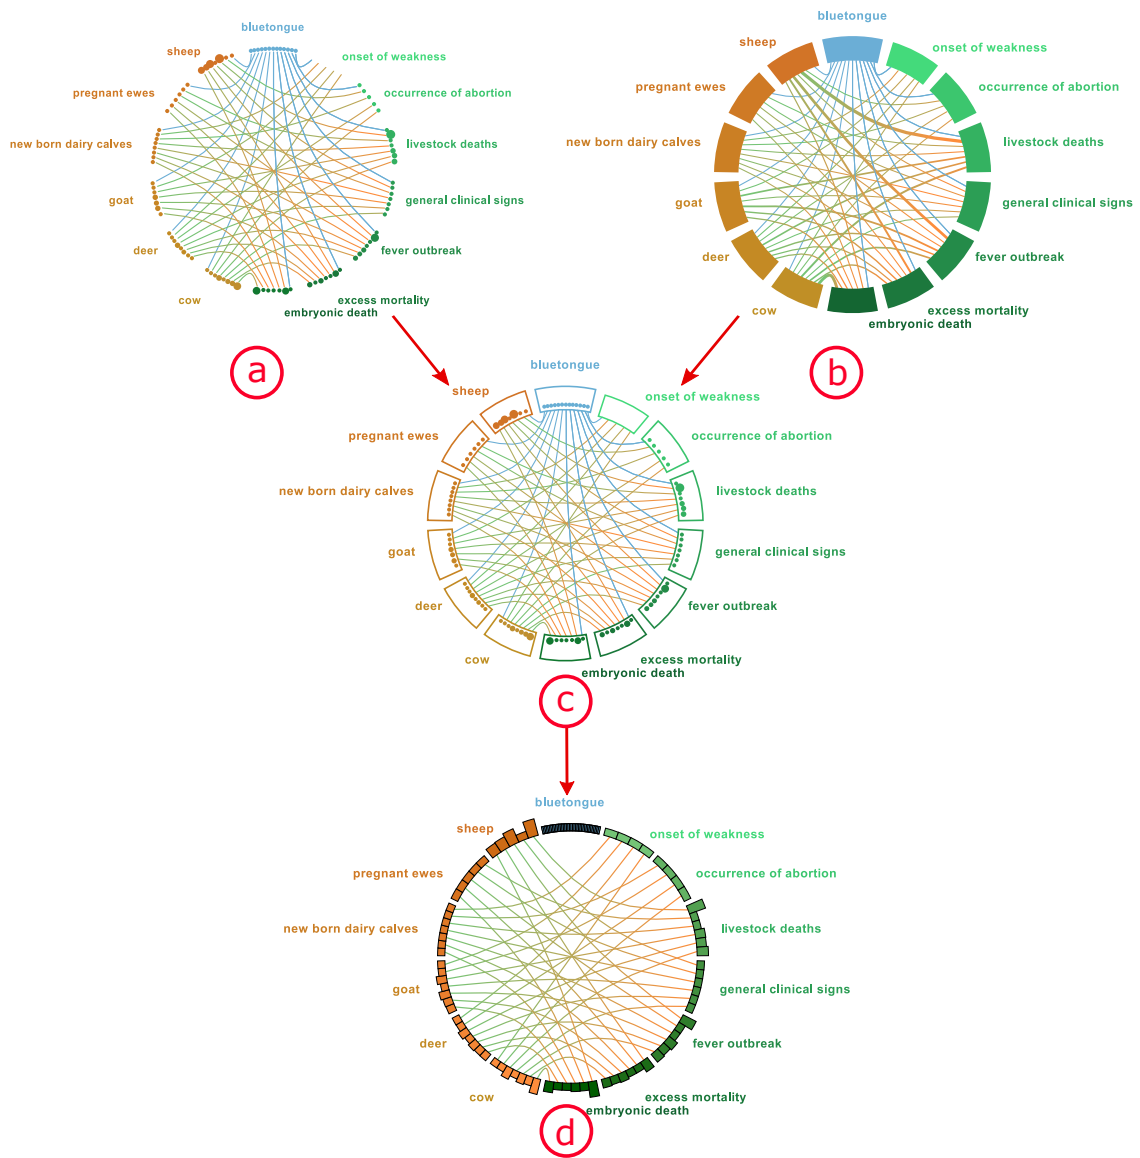 bluetongue
sheep
onset of weakness
pregnant ewes
occurrence of abortion
new born dairy calves
livestock deaths
goat
general clinical signs
deer
fever outbreak
cow
excess mortality
embryonic death
a
bluetongue
sheep
onset of weakness
pregnant ewes
occurrence of abortion
new born dairy calves
livestock deaths
goat
general clinical signs
deer
fever outbreak
cow
excess mortality
embryonic death
b
bluetongue
sheep
onset of weakness
pregnant ewes
occurrence of abortion
new born dairy calves
livestock deaths
goat
general clinical signs
deer
fever outbreak
cow
excess mortality
embryonic death
c
bluetongue
sheep
onset of weakness
pregnant ewes
occurrence of abortion
new born dairy calves
livestock deaths
goat
general clinical signs
deer
fever outbreak
cow
excess mortality
embryonic death
d